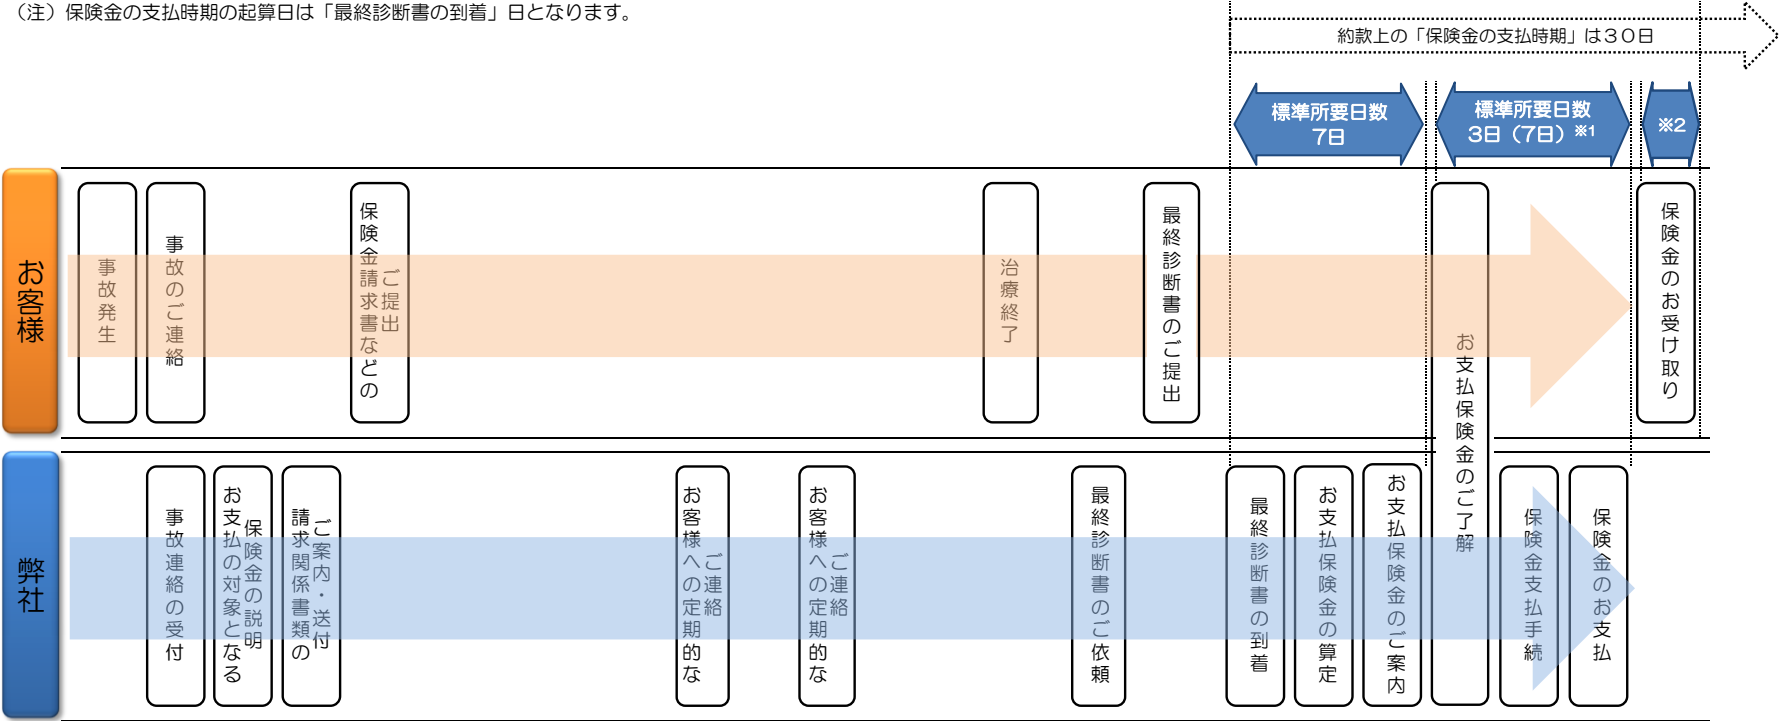 （注）保険金の支払時期の起算日は「最終診断書の到着」日となります。
約款上の「保険金の支払時期」は３０日
標準所要日数
7日
標準所要日数
3日（7日）※1
※2
お客様
事故発生
事故のご連絡
保険金請求書などの
ご提出
治療終了
最終診断書のご提出
お支払保険金のご了解
保険金のお受け取り
弊社
事故連絡の受付
お支払の対象となる
保険金の説明
請求関係書類の
ご案内・送付
お客様への定期的な
ご連絡
お客様への定期的な
ご連絡
最終診断書のご依頼
最終診断書の到着
お支払保険金の算定
お支払保険金のご案内
保険金支払手続
保険金のお支払